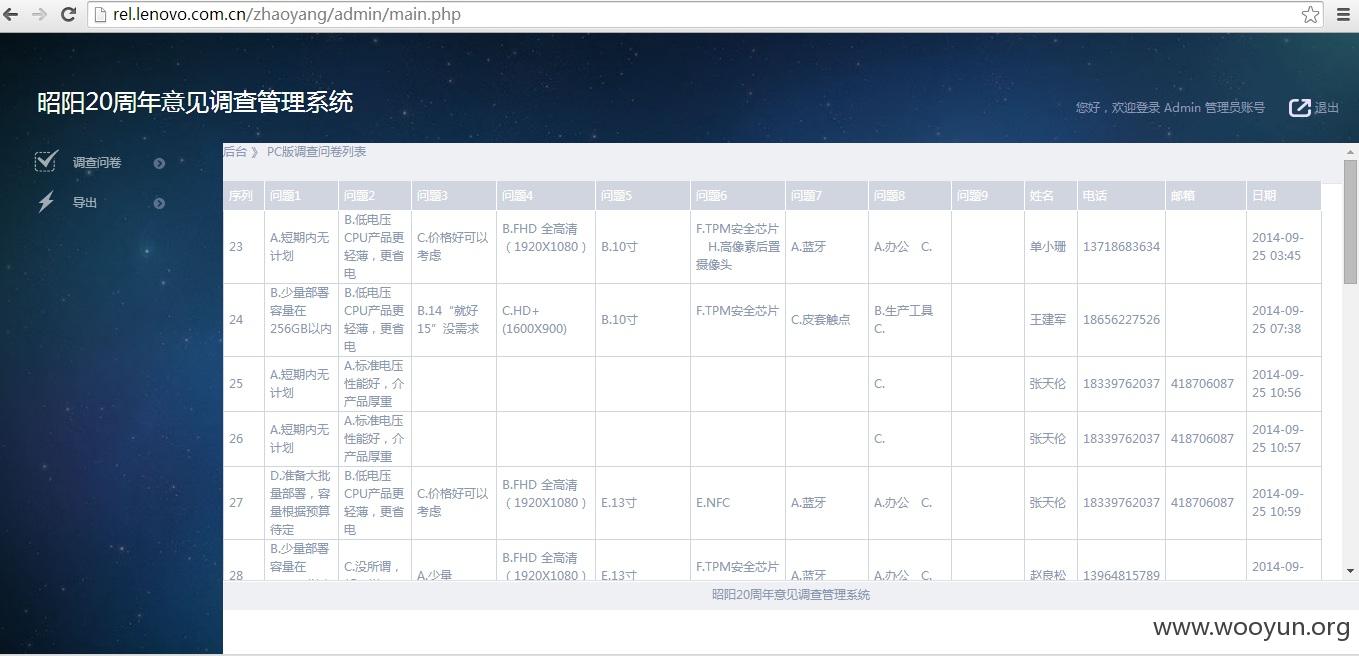 rel.lenovo.com.cn/zhaoyang/admin/main.php
昭阳20周年意见调查管理系统
您好，欢迎登录 Admin 管理员账号 退出
调查问卷
导出
后台 》 PC版调查问卷列表
序列 问题1 问题2 问题3 问题4 问题5 问题6 问题7 问题8 问题9 姓名 电话 邮箱 日期
23 A.短期内无计划 B.低电压CPU产品更轻薄，更省电 C.价格好可以考虑 B.FHD 全高清（1920X1080） B.10寸 F.TPM安全芯片 H.高像素后置摄像头 A.蓝牙 A.办公 C. 单小珊 13718683634 2014-09-25 03:45
24 B.少量部署容量在256GB以内 B.低电压CPU产品更轻薄，更省电 B.14“就好15”没需求 C.HD+(1600X900) B.10寸 F.TPM安全芯片 C.皮套触点 B.生产工具 C. 王建军 18656227526 2014-09-25 07:38
25 A.短期内无计划 A.标准电压性能好，介产品厚重 C. 张天伦 18339762037 418706087 2014-09-25 10:56
26 A.短期内无计划 A.标准电压性能好，介产品厚重 C. 张天伦 18339762037 418706087 2014-09-25 10:57
27 D.准备大批量部署，容量根据预算待定 B.低电压CPU产品更轻薄，更省电 C.价格好可以考虑 B.FHD 全高清（1920X1080） E.13寸 E.NFC A.蓝牙 A.办公 C. 张天伦 18339762037 418706087 2014-09-25 10:59
28 B.少量部署容量在 C.没所谓， A.少量 B.FHD 全高清（1920X1080） E.13寸 F.TPM安全芯片 A.蓝牙 A.办公 C. 赵良松 13964815789 2014-09-
昭阳20周年意见调查管理系统
www.wooyun.org